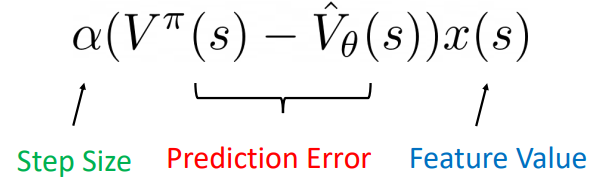 α(V^π(s) − V̂_θ(s))x(s)
Step Size Prediction Error Feature Value